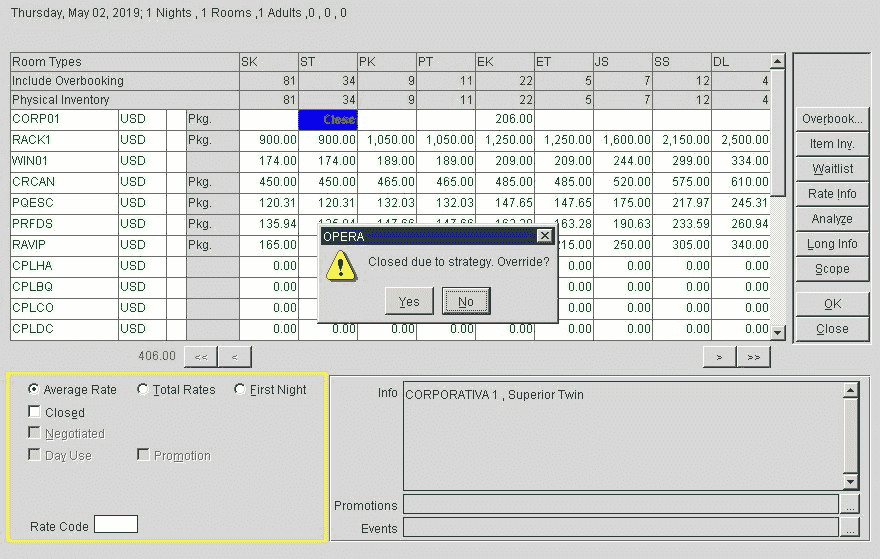 Thursday, May 02, 2019; 1 Nights , 1 Rooms ,1 Adults ,0 , 0 , 0
Room Types SK ST PK PT EK ET JS SS DL
Include Overbooking 81 34 9 11 22 5 7 12 4
Physical Inventory 81 34 9 11 22 5 7 12 4
CORP01 USD Pkg. Close 206.00
RACK1 USD Pkg. 900.00 900.00 1,050.00 1,050.00 1,250.00 1,250.00 1,600.00 2,150.00 2,500.00
WIN01 USD 174.00 174.00 189.00 189.00 209.00 209.00 244.00 299.00 334.00
CRCAN USD Pkg. 450.00 450.00 465.00 465.00 485.00 485.00 520.00 575.00 610.00
PQESC USD Pkg. 120.31 120.31 132.03 132.03 147.66 147.65 175.00 217.97 245.31
PRFDS USD Pkg. 135.94 163.28 190.63 233.59 260.94
RAVIP USD Pkg. 165.00 250.00 305.00 340.00
CPLHA USD 0.00 0.00 0.00 0.00 0.00
CPLBQ USD 0.00 0.00 0.00 0.00 0.00
CPLCO USD 0.00 0.00 0.00 0.00 0.00
CPLDC USD 0.00 0.00 0.00 0.00 0.00 0.00 0.00 0.00 0.00
OPERA
Closed due to strategy. Override?
Yes No
Overbook...
Item Inv.
Waitlist
Rate Info
Analyze
Long Info
Scope
OK
Close
406.00 << < > >>
Average Rate Total Rates First Night
Closed
Negotiated
Day Use Promotion
Rate Code
Info CORPORATIVA 1 , Superior Twin
Promotions ...
Events ...